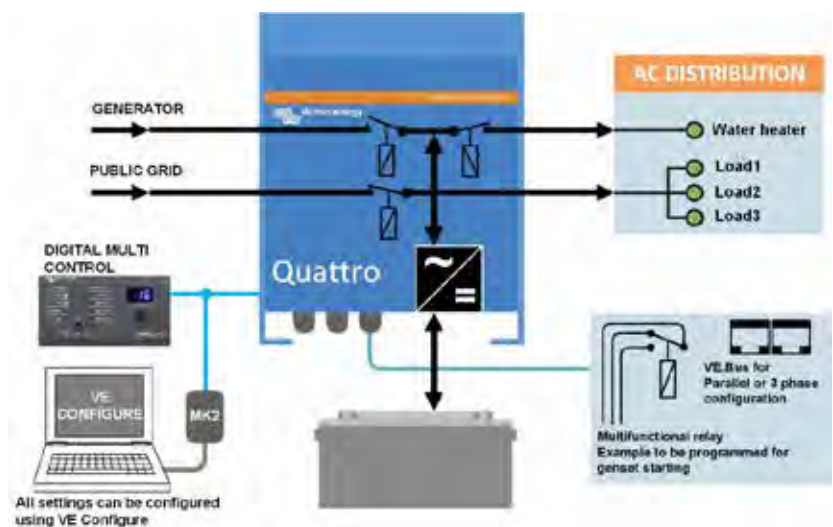 GENERATOR
victron energy
PUBLIC GRID
DIGITAL MULTI
CONTROL
Quattro
AC DISTRIBUTION
Water heater
Load1
Load2
Load3
VE
CONFIGURE
MK2
All settings can be configured
using VE Configure
VE.Bus for
Parallel or 3 phase
configuration
Multifunctional relay
Example to be programmed for
genset starting